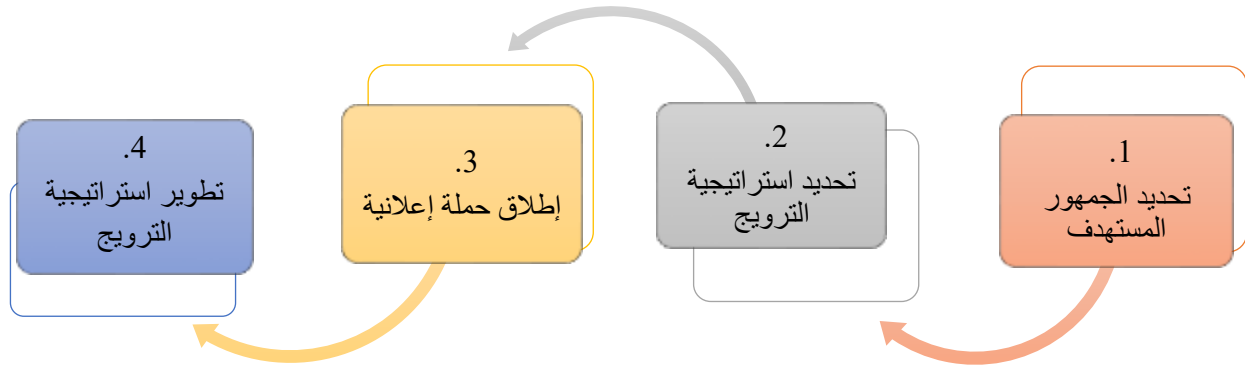 1.
تحديد الجمهور
المستهدف
2.
تحديد استراتيجية
الترويج
3.
إطلاق حملة إعلانية
4.
تطوير استراتيجية
الترويج